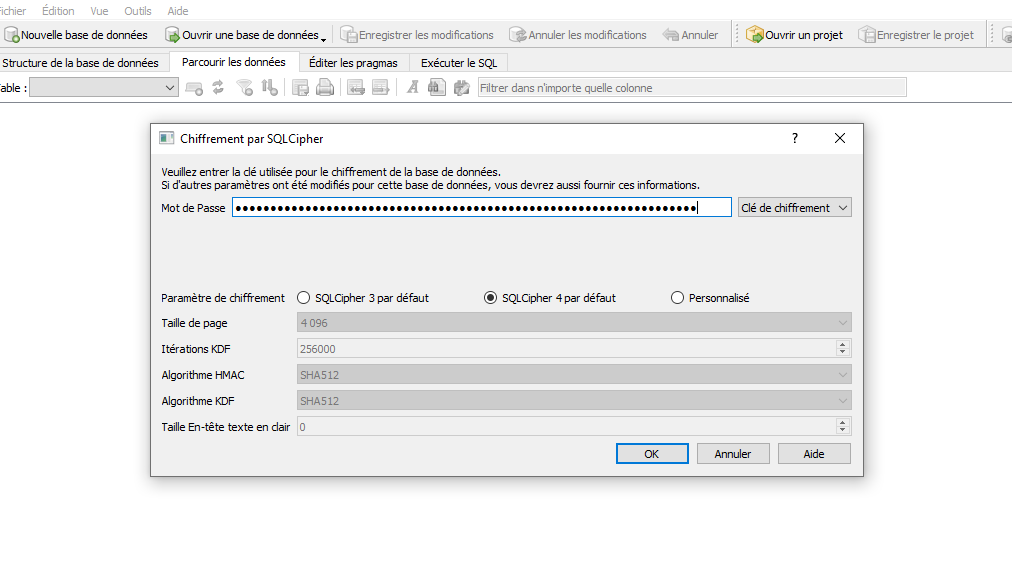 Fichier Édition Vue Outils Aide
Nouvelle base de données Ouvrir une base de données Enregistrer les modifications Annuler les modifications Annuler Ouvrir un projet Enregistrer le projet
Structure de la base de données Parcourir les données Éditer les pragmas Exécuter le SQL
Table : Filtrer dans n'importe quelle colonne
Chiffrement par SQLCipher ? ×
Veuillez entrer la clé utilisée pour le chiffrement de la base de données.
Si d'autres paramètres ont été modifiés pour cette base de données, vous devrez aussi fournir ces informations.
Mot de Passe Clé de chiffrement
Paramètre de chiffrement SQLCipher 3 par défaut SQLCipher 4 par défaut Personnalisé
Taille de page 4 096
Itérations KDF 256000
Algorithme HMAC SHA512
Algorithme KDF SHA512
Taille En-tête texte en clair 0
OK Annuler Aide